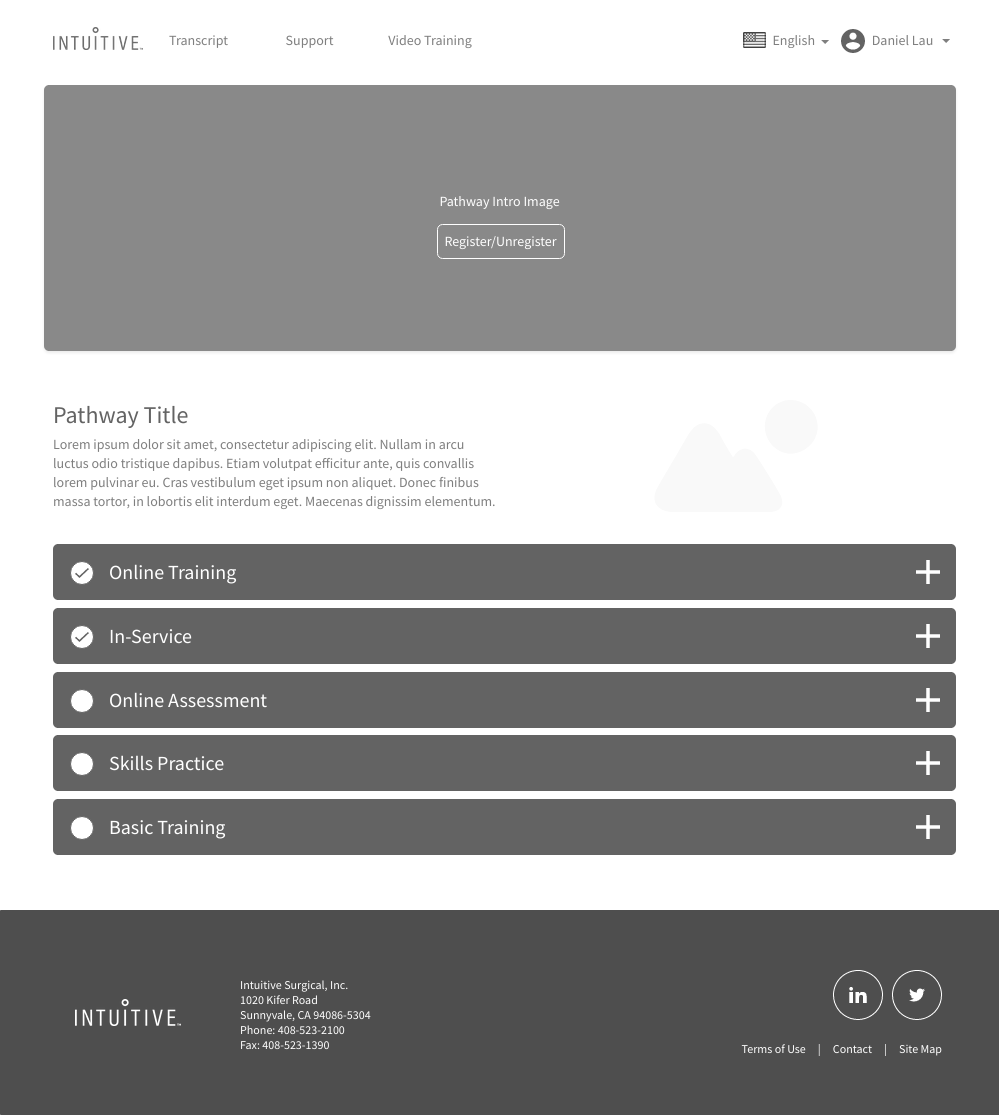 INTUITIVE™
Transcript
Support
Video Training
English
Daniel Lau
Pathway Intro Image
Register/Unregister
Pathway Title
Lorem ipsum dolor sit amet, consectetur adipiscing elit. Nullam in arcu
luctus odio tristique dapibus. Etiam volutpat efficitur ante, quis convallis
lorem pulvinar eu. Cras vestibulum eget ipsum non aliquet. Donec finibus
massa tortor, in lobortis elit interdum eget. Maecenas dignissim elementum.
Online Training
In-Service
Online Assessment
Skills Practice
Basic Training
INTUITIVE™
Intuitive Surgical, Inc.
1020 Kifer Road
Sunnyvale, CA 94086-5304
Phone: 408-523-2100
Fax: 408-523-1390
in
Terms of Use | Contact | Site Map